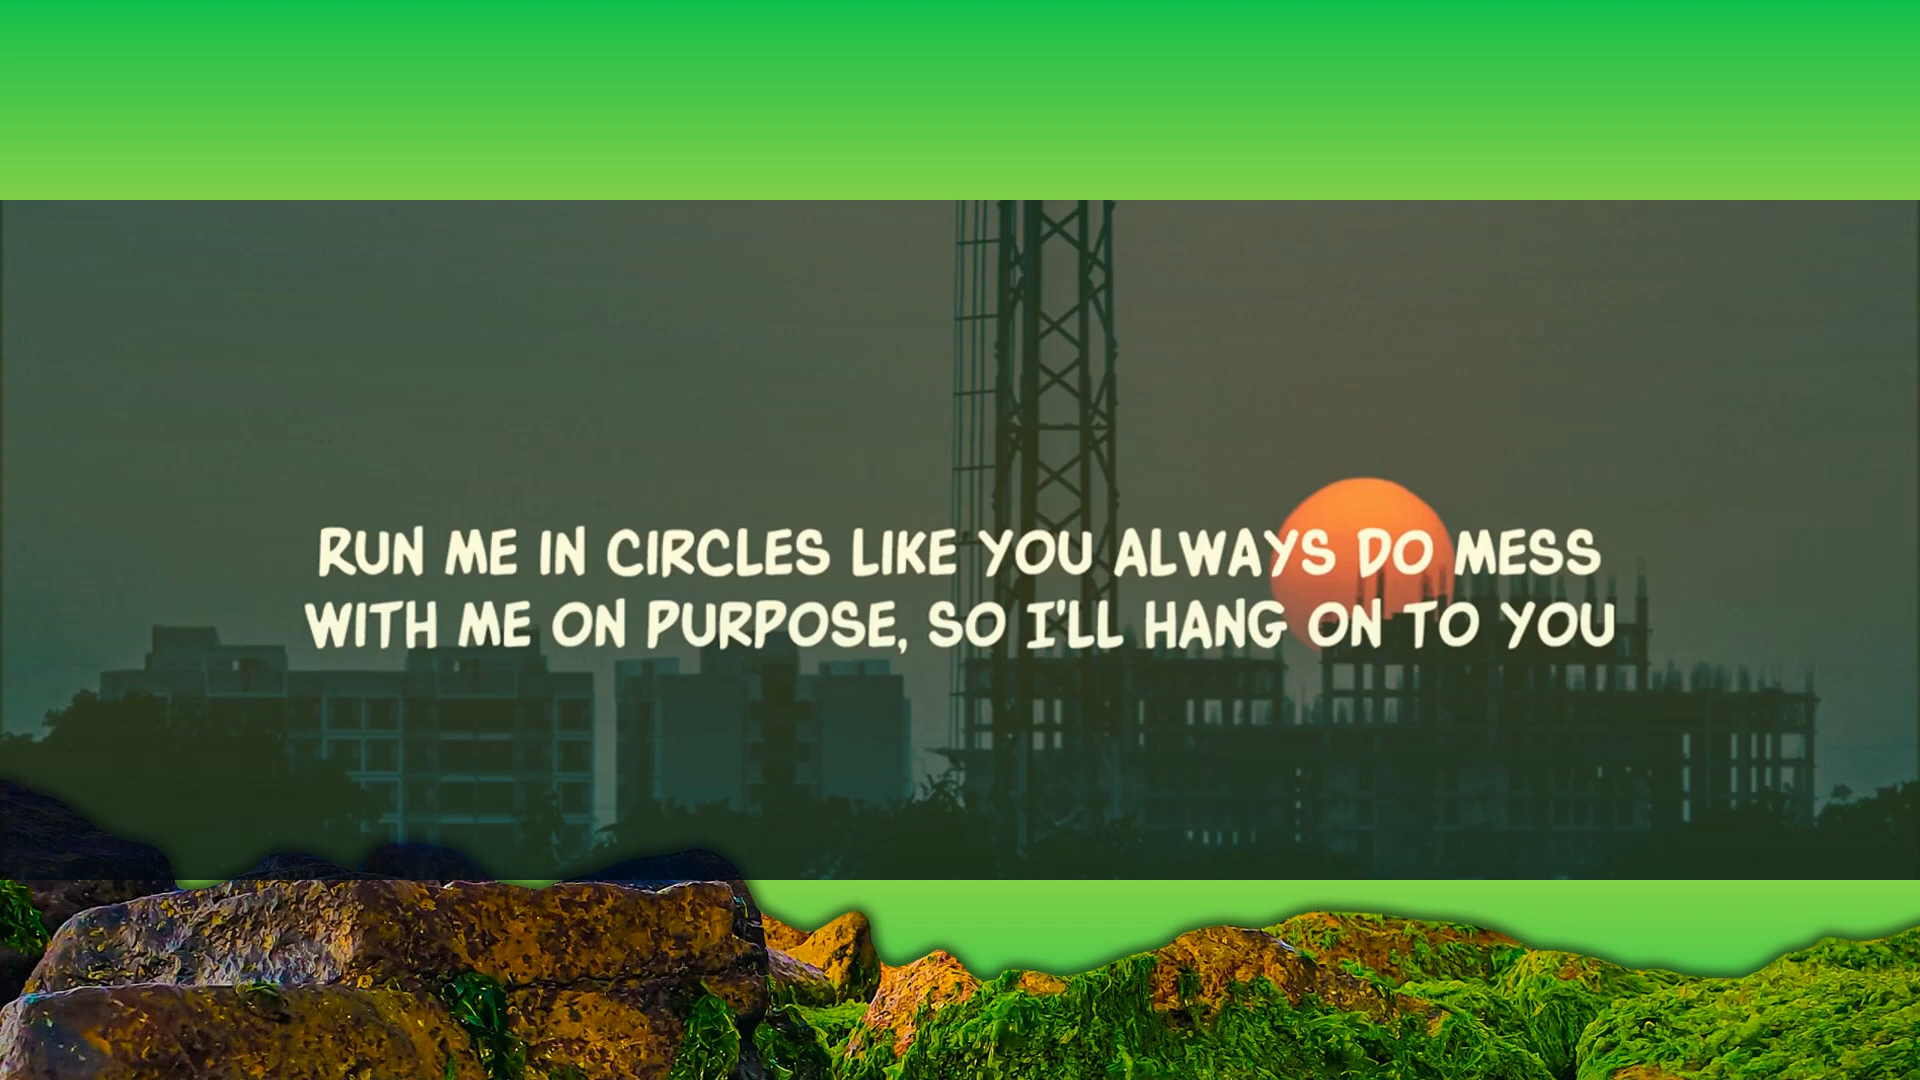 RUN ME IN CIRCLES LIKE YOU ALWAYS DO MESS
WITH ME ON PURPOSE, SO I'LL HANG ON TO YOU